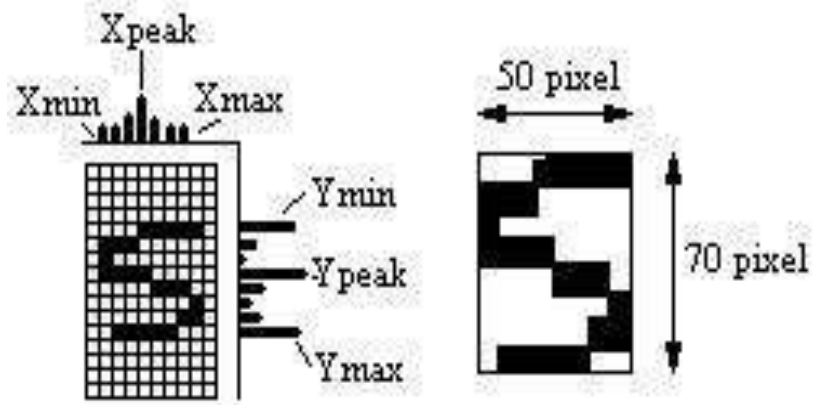 Xpeak
Xmin
Xmax
50 pixel
Ymin
Ypeak
70 pixel
Ymax